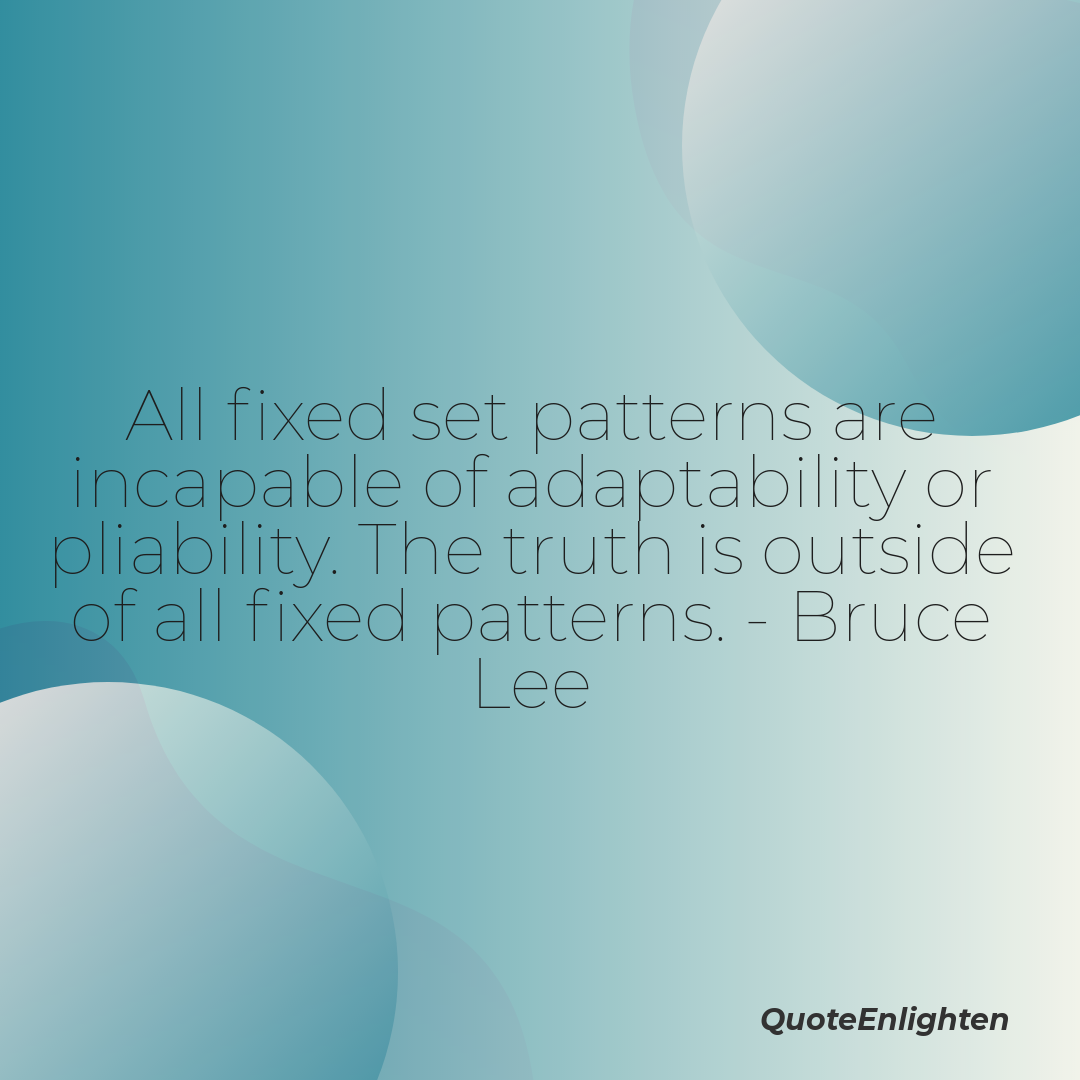 All fixed set patterns are
incapable of adaptability or
pliability. The truth is outside
of all fixed patterns. - Bruce
Lee
QuoteEnlighten